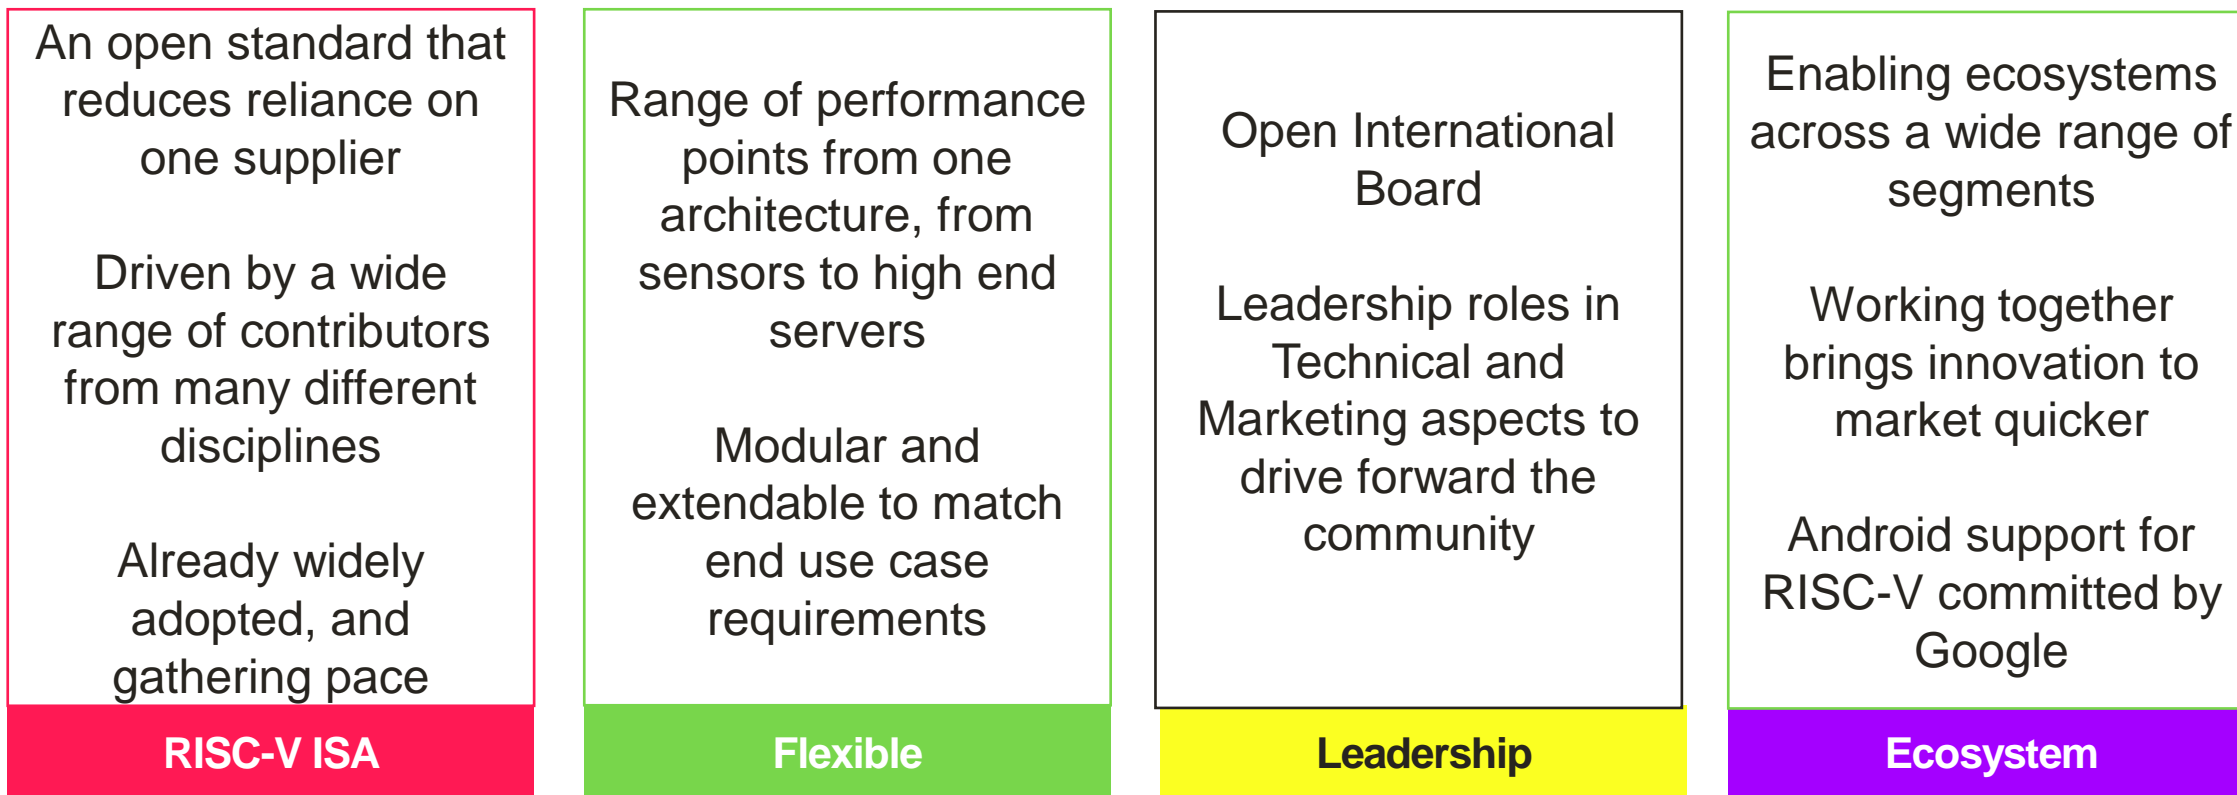 An open standard that
reduces reliance on
one supplier
Driven by a wide
range of contributors
from many different
disciplines
Already widely
adopted, and
gathering pace
RISC-V ISA
Range of performance
points from one
architecture, from
sensors to high end
servers
Modular and
extendable to match
end use case
requirements
Flexible
Open International
Board
Leadership roles in
Technical and
Marketing aspects to
drive forward the
community
Leadership
Enabling ecosystems
across a wide range of
segments
Working together
brings innovation to
market quicker
Android support for
RISC-V committed by
Google
Ecosystem